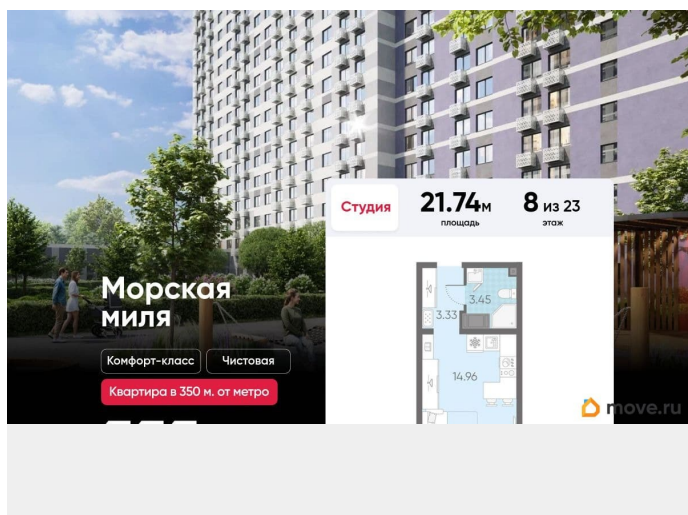 Студия
21.74м
площадь
8 из 23
этаж
Морская
миля
3.45
3.33
14.96
Комфорт-класс
Чистовая
Квартира в 350 м. от метро
move.ru